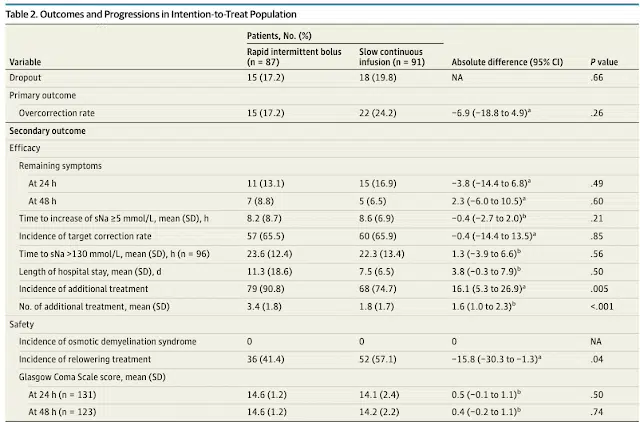 Table 2. Outcomes and Progressions in Intention-to-Treat Population
Patients, No. (%)
Variable Rapid intermittent bolus (n = 87) Slow continuous infusion (n = 91) Absolute difference (95% CI) P value
Dropout 15 (17.2) 18 (19.8) NA .66
Primary outcome
Overcorrection rate 15 (17.2) 22 (24.2) −6.9 (−18.8 to 4.9)ᵃ .26
Secondary outcome
Efficacy
Remaining symptoms
At 24 h 11 (13.1) 15 (16.9) −3.8 (−14.4 to 6.8)ᵃ .49
At 48 h 7 (8.8) 5 (6.5) 2.3 (−6.0 to 10.5)ᵃ .60
Time to increase of sNa ≥5 mmol/L, mean (SD), h 8.2 (8.7) 8.6 (6.9) −0.4 (−2.7 to 2.0)ᵇ .21
Incidence of target correction rate 57 (65.5) 60 (65.9) −0.4 (−14.4 to 13.5)ᵃ .85
Time to sNa >130 mmol/L, mean (SD), h (n = 96) 23.6 (12.4) 22.3 (13.4) 1.3 (−3.9 to 6.6)ᵇ .56
Length of hospital stay, mean (SD), d 11.3 (18.6) 7.5 (6.5) 3.8 (−0.3 to 7.9)ᵇ .50
Incidence of additional treatment 79 (90.8) 68 (74.7) 16.1 (5.3 to 26.9)ᵃ .005
No. of additional treatment, mean (SD) 3.4 (1.8) 1.8 (1.7) 1.6 (1.0 to 2.3)ᵇ <.001
Safety
Incidence of osmotic demyelination syndrome 0 0 0 NA
Incidence of relowering treatment 36 (41.4) 52 (57.1) −15.8 (−30.3 to −1.3)ᵃ .04
Glasgow Coma Scale score, mean (SD)
At 24 h (n = 131) 14.6 (1.2) 14.1 (2.4) 0.5 (−0.1 to 1.1)ᵇ .50
At 48 h (n = 123) 14.6 (1.2) 14.2 (2.2) 0.4 (−0.2 to 1.1)ᵇ .74